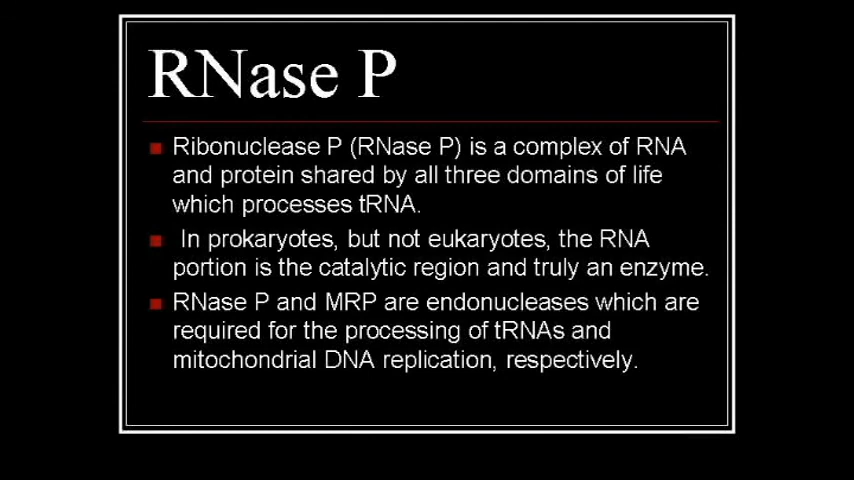 RNase P
Ribonuclease P (RNase P) is a complex of RNA
and protein shared by all three domains of life
which processes tRNA.
In prokaryotes, but not eukaryotes, the RNA
portion is the catalytic region and truly an enzyme.
RNase P and MRP are endonucleases which are
required for the processing of tRNAs and
mitochondrial DNA replication, respectively.